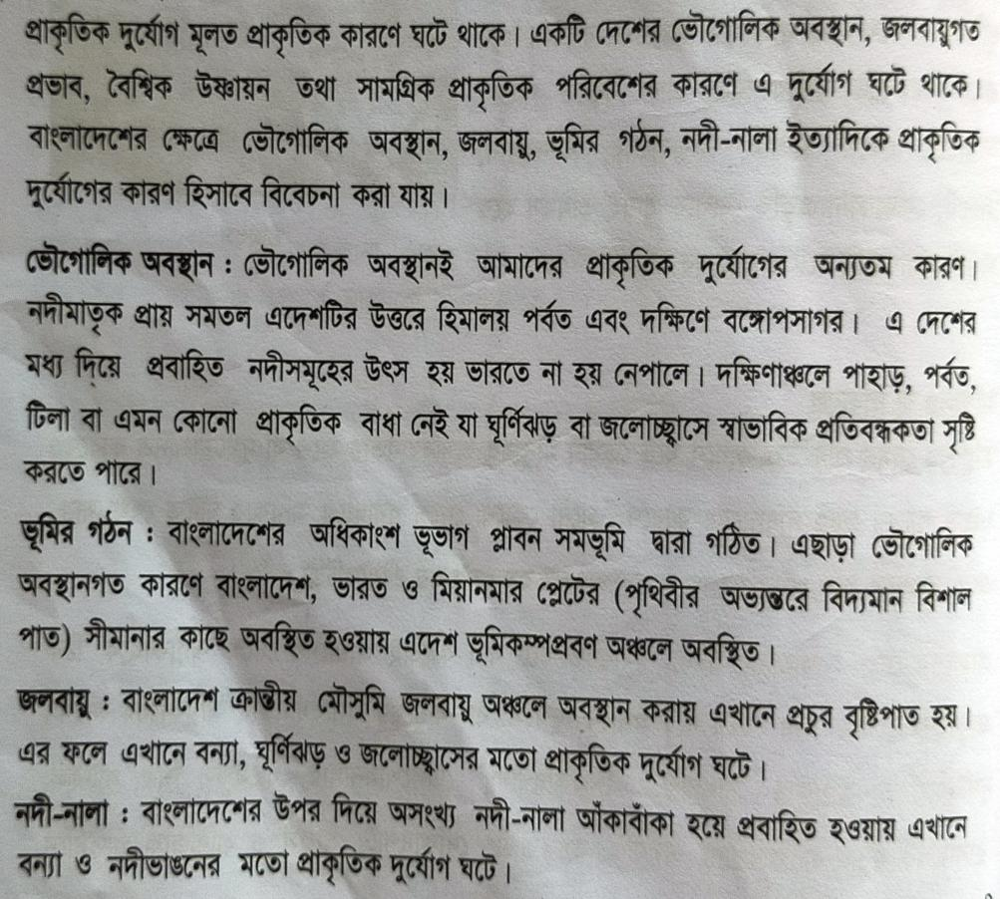 প্রাকৃতিক দুর্যোগ মূলত প্রাকৃতিক কারণে ঘটে থাকে। একটি দেশের ভৌগোলিক অবস্থান, জলবায়ুগত
প্রভাব, বৈশ্বিক উষ্ণায়ন তথা সামগ্রিক প্রাকৃতিক পরিবেশের কারণে এ দুর্যোগ ঘটে থাকে।
বাংলাদেশের ক্ষেত্রে ভৌগোলিক অবস্থান, জলবায়ু, ভূমির গঠন, নদী-নালা ইত্যাদিকে প্রাকৃতিক
দুর্যোগের কারণ হিসাবে বিবেচনা করা যায়।
ভৌগোলিক অবস্থান : ভৌগোলিক অবস্থানই আমাদের প্রাকৃতিক দুর্যোগের অন্যতম কারণ।
নদীমাতৃক প্রায় সমতল এদেশটির উত্তরে হিমালয় পর্বত এবং দক্ষিণে বঙ্গোপসাগর। এ দেশের
মধ্য দিয়ে প্রবাহিত নদীসমূহের উৎস হয় ভারতে না হয় নেপালে। দক্ষিণাঞ্চলে পাহাড়, পর্বত,
টিলা বা এমন কোনো প্রাকৃতিক বাধা নেই যা ঘূর্ণিঝড় বা জলোচ্ছ্বাসে স্বাভাবিক প্রতিবন্ধকতা সৃষ্টি
করতে পারে।
ভূমির গঠন : বাংলাদেশের অধিকাংশ ভূভাগ প্লাবন সমভূমি দ্বারা গঠিত। এছাড়া ভৌগোলিক
অবস্থানগত কারণে বাংলাদেশ, ভারত ও মিয়ানমার প্লেটের (পৃথিবীর অভ্যন্তরে বিদ্যমান বিশাল
পাত) সীমানার কাছে অবস্থিত হওয়ায় এদেশ ভূমিকম্পপ্রবণ অঞ্চলে অবস্থিত।
জলবায়ু : বাংলাদেশ ক্রান্তীয় মৌসুমি জলবায়ু অঞ্চলে অবস্থান করায় এখানে প্রচুর বৃষ্টিপাত হয়।
এর ফলে এখানে বন্যা, ঘূর্ণিঝড় ও জলোচ্ছ্বাসের মতো প্রাকৃতিক দুর্যোগ ঘটে।
নদী-নালা : বাংলাদেশের উপর দিয়ে অসংখ্য নদী-নালা আঁকাবাঁকা হয়ে প্রবাহিত হওয়ায় এখানে
বন্যা ও নদীভাঙনের মতো প্রাকৃতিক দুর্যোগ ঘটে।